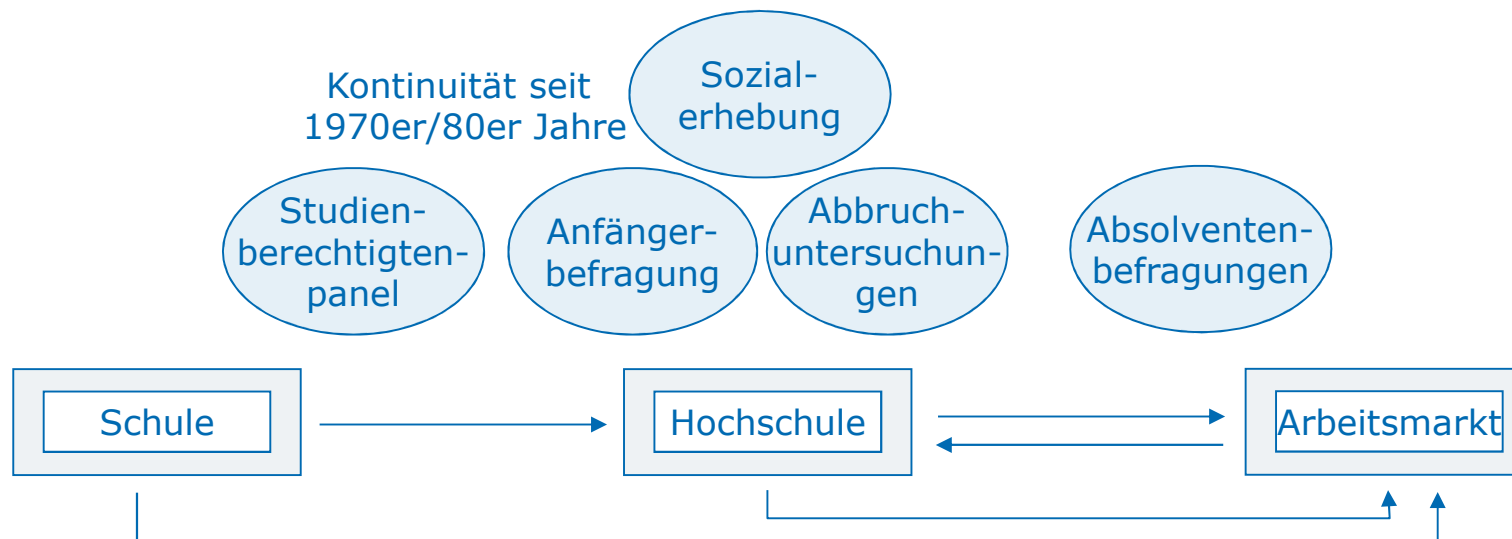 Kontinuität seit
1970er/80er Jahre
Sozial-
erhebung
Studien-
berechtigten-
panel
Anfänger-
befragung
Abbruch-
untersuchun-
gen
Absolventen-
befragungen
Schule
Hochschule
Arbeitsmarkt